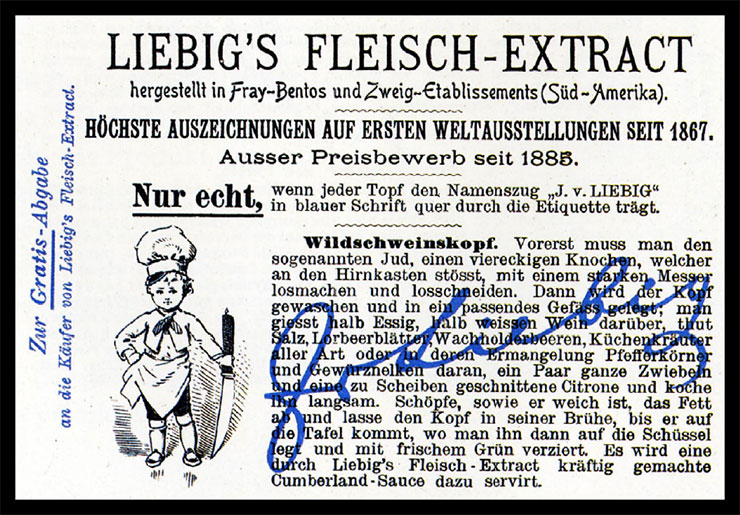 LIEBIG'S FLEISCH-EXTRACT
hergestellt in Fray-Bentos und Zweig-Etablissements (Süd-Amerika).
HÖCHSTE AUSZEICHNUNGEN AUF ERSTEN WELTAUSSTELLUNGEN SEIT 1867.
Ausser Preisbewerb seit 1885.
Nur echt, wenn jeder Topf den Namenszug „J. v. LIEBIG“
in blauer Schrift quer durch die Etiquette trägt.
Zur Gratis-Abgabe
an die Käufer von Liebig's Fleisch-Extract.
Wildschweinskopf. Vorerst muss man den
sogenannten Jud, einen viereckigen Knochen, welcher
an den Hirnkasten stösst, mit einem starken Messer
losmachen und losschneiden. Dann wird der Kopf
gewaschen und in ein passendes Gefäss gelegt; man
giesst halb Essig, halb weissen Wein darüber, thut
Salz, Lorbeerblätter, Wachholderbeeren, Küchenkräuter
aller Art oder in deren Ermangelung Pfefferkörner
und Gewürznelken daran, ein Paar ganze Zwiebeln
und eine zu Scheiben geschnittene Citrone und koche
ihn langsam. Schöpfe, sowie er weich ist, das Fett
ab und lasse den Kopf in seiner Brühe, bis er auf
die Tafel kommt, wo man ihn dann auf die Schüssel
legt und mit frischem Grün verziert. Es wird eine
durch Liebig's Fleisch-Extract kräftig gemachte
Cumberland-Sauce dazu servirt.
J. v. Liebig